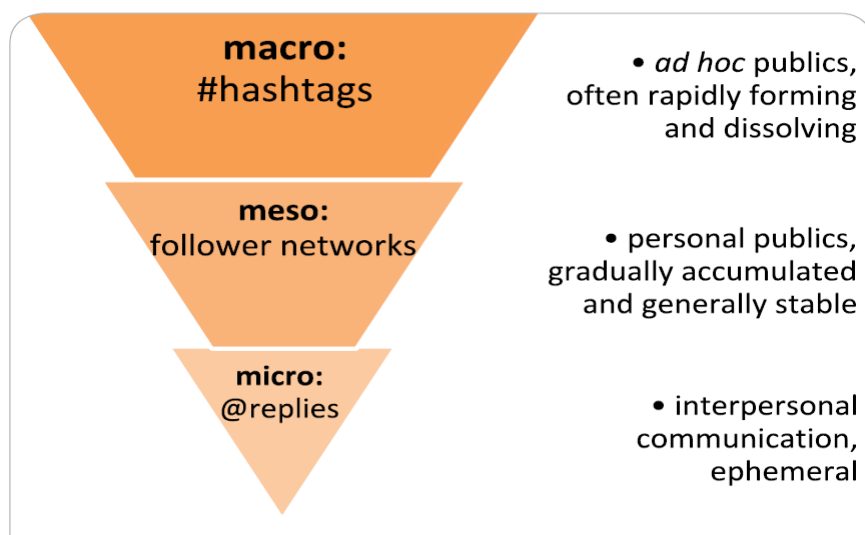 macro:
#hashtags
• ad hoc publics,
often rapidly forming
and dissolving
meso:
follower networks
• personal publics,
gradually accumulated
and generally stable
micro:
@replies
• interpersonal
communication,
ephemeral